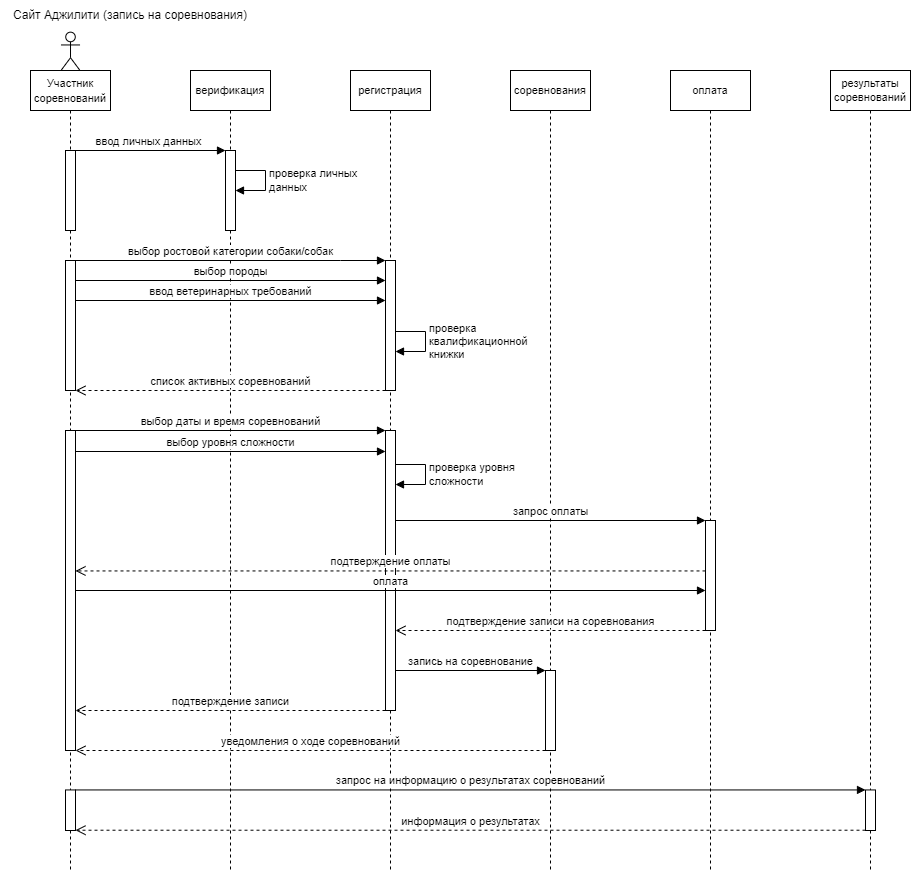 Сайт Аджилити (запись на соревнования)
Участник
соревнований
верификация
регистрация
соревнования
оплата
результаты
соревнований
ввод личных данных
проверка личных
данных
выбор ростовой категории собаки/собак
выбор породы
ввод ветеринарных требований
проверка
квалификационной
книжки
список активных соревнований
выбор даты и время соревнований
выбор уровня сложности
проверка уровня
сложности
запрос оплаты
подтверждение оплаты
оплата
подтверждение записи на соревнования
запись на соревнование
подтверждение записи
уведомления о ходе соревнований
запрос на информацию о результатах соревнований
информация о результатах